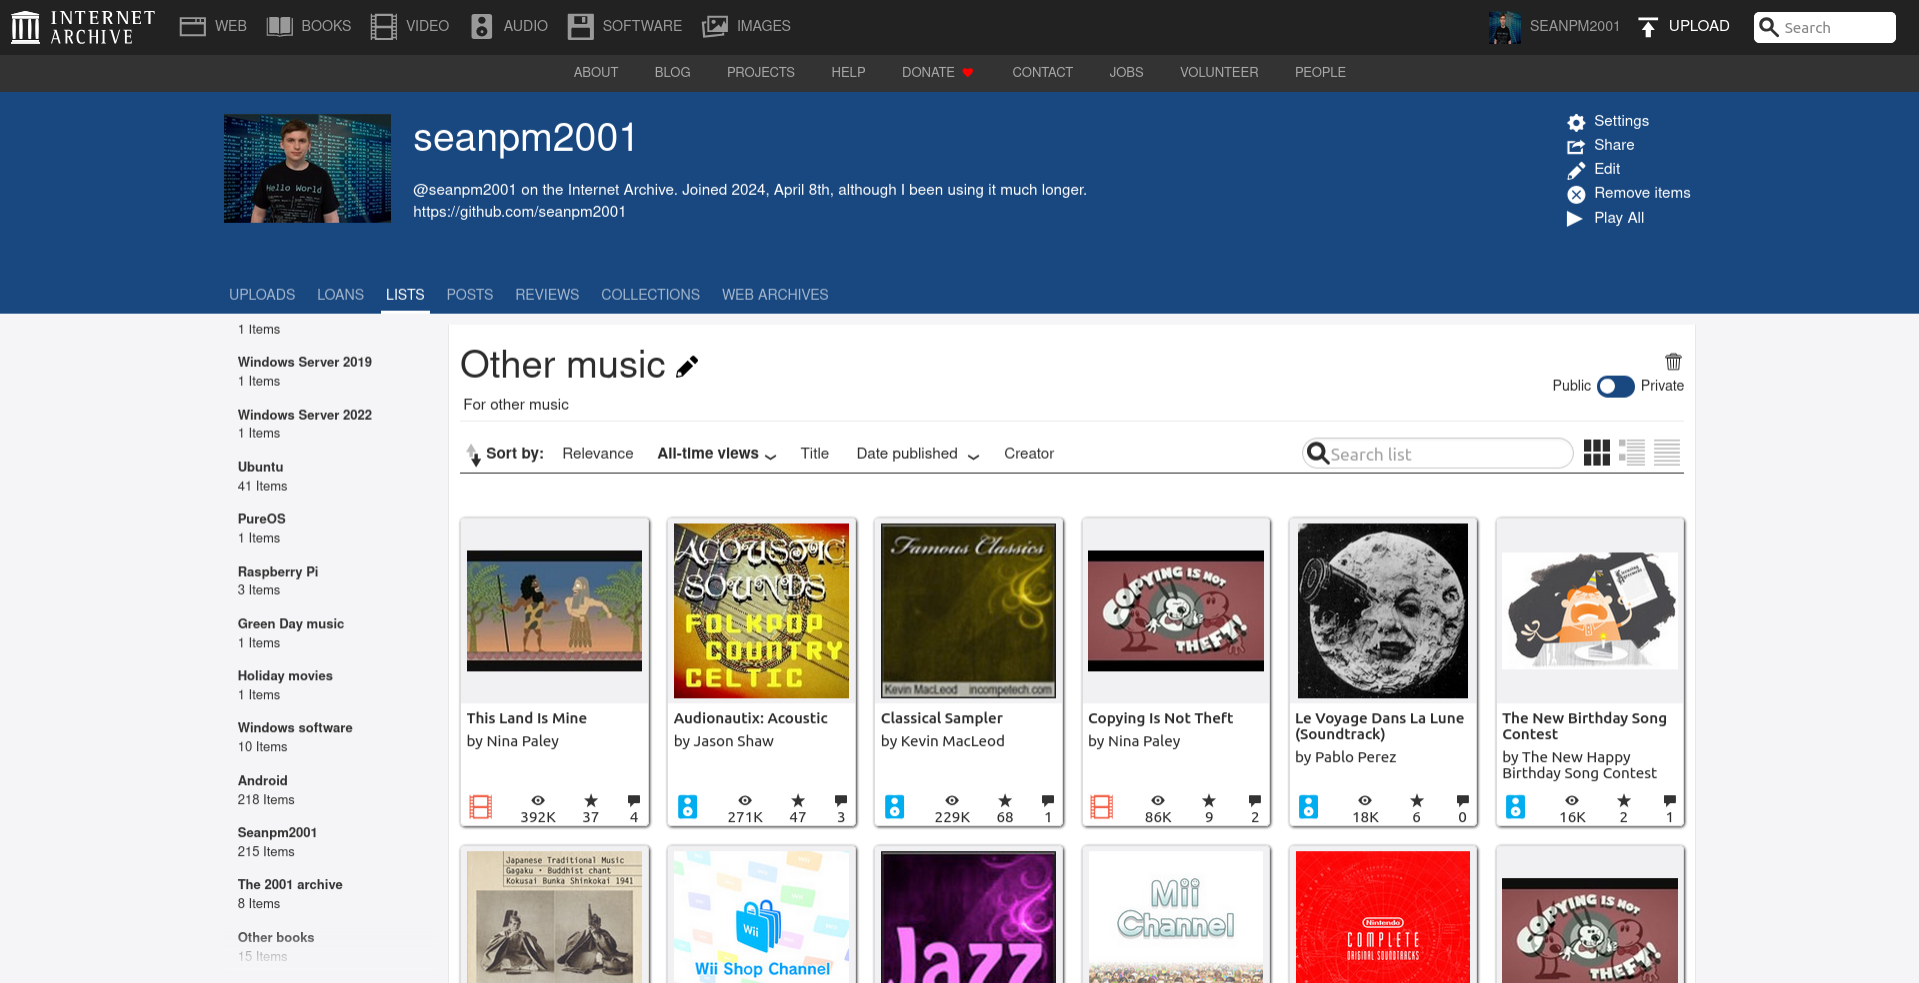 INTERNET
ARCHIVE
WEB
BOOKS
VIDEO
AUDIO
SOFTWARE
IMAGES
SEANPM2001
UPLOAD
Search
ABOUT
BLOG
PROJECTS
HELP
DONATE
CONTACT
JOBS
VOLUNTEER
PEOPLE
Hello World
seanpm2001
@seanpm2001 on the Internet Archive. Joined 2024, April 8th, although I been using it much longer.
https://github.com/seanpm2001
Settings
Share
Edit
Remove items
Play All
UPLOADS
LOANS
LISTS
POSTS
REVIEWS
COLLECTIONS
WEB ARCHIVES
1 Items
Windows Server 2019
1 Items
Windows Server 2022
1 Items
Ubuntu
41 Items
PureOS
1 Items
Raspberry Pi
3 Items
Green Day music
1 Items
Holiday movies
1 Items
Windows software
10 Items
Android
218 Items
Seanpm2001
215 Items
The 2001 archive
8 Items
Other books
15 Items
Other music
For other music
Public
Private
Sort by:
Relevance
All-time views
Title
Date published
Creator
Search list
This Land Is Mine
by Nina Paley
392K
37
4
ACOUSTIC
SOUNDS
FOLKPOP
COUNTRY
CELTIC
Audionautix: Acoustic
by Jason Shaw
271K
47
3
Famous Classics
Kevin MacLeod incompetech.com
Classical Sampler
by Kevin MacLeod
229K
68
1
COPYING IS NOT
THEFT!
Copying Is Not Theft
by Nina Paley
86K
9
2
Le Voyage Dans La Lune
(Soundtrack)
by Pablo Perez
18K
6
0
The New Birthday Song
Contest
by The New Happy
Birthday Song Contest
16K
2
1
Japanese Traditional Music
Gagaku · Buddhist chant
Kokusai Bunka Shinkokai 1941
Wii
Wii Shop Channel
Jazz
Mii
Channel
Nintendo
COMPLETE
ORIGINAL SOUNDTRACKS
COPYING IS NOT
THEFT!